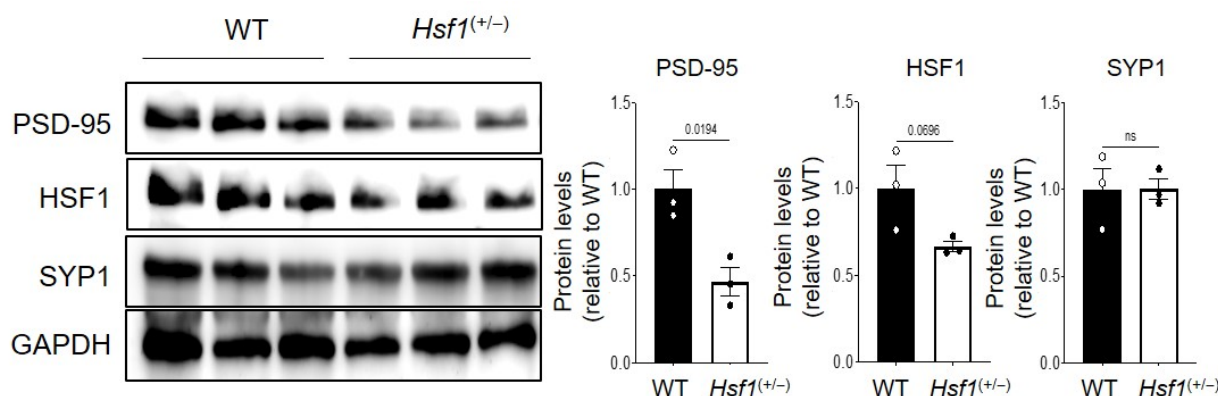 WT Hsf1(+/–)
PSD-95
HSF1
SYP1
GAPDH
PSD-95
Protein levels
(relative to WT)
1.5
1.0
0.5
0.0
0.0194
WT Hsf1(+/–)
HSF1
Protein levels
(relative to WT)
1.5
1.0
0.5
0.0
0.0696
WT Hsf1(+/–)
SYP1
Protein levels
(relative to WT)
1.5
1.0
0.5
0.0
ns
WT Hsf1(+/–)